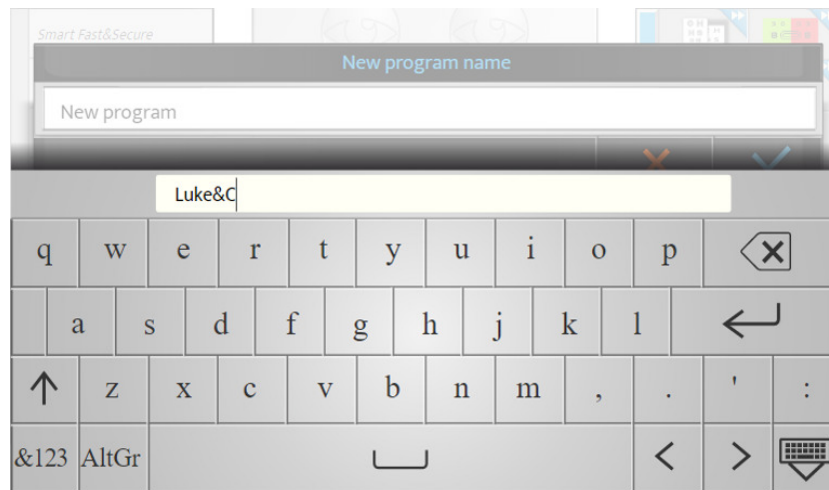 Smart Fast&Secure
New program name
New program
Luke&C
q w e r t y u i o p
a s d f g h j k l
z x c v b n m , . ' :
&123 AltGr < >